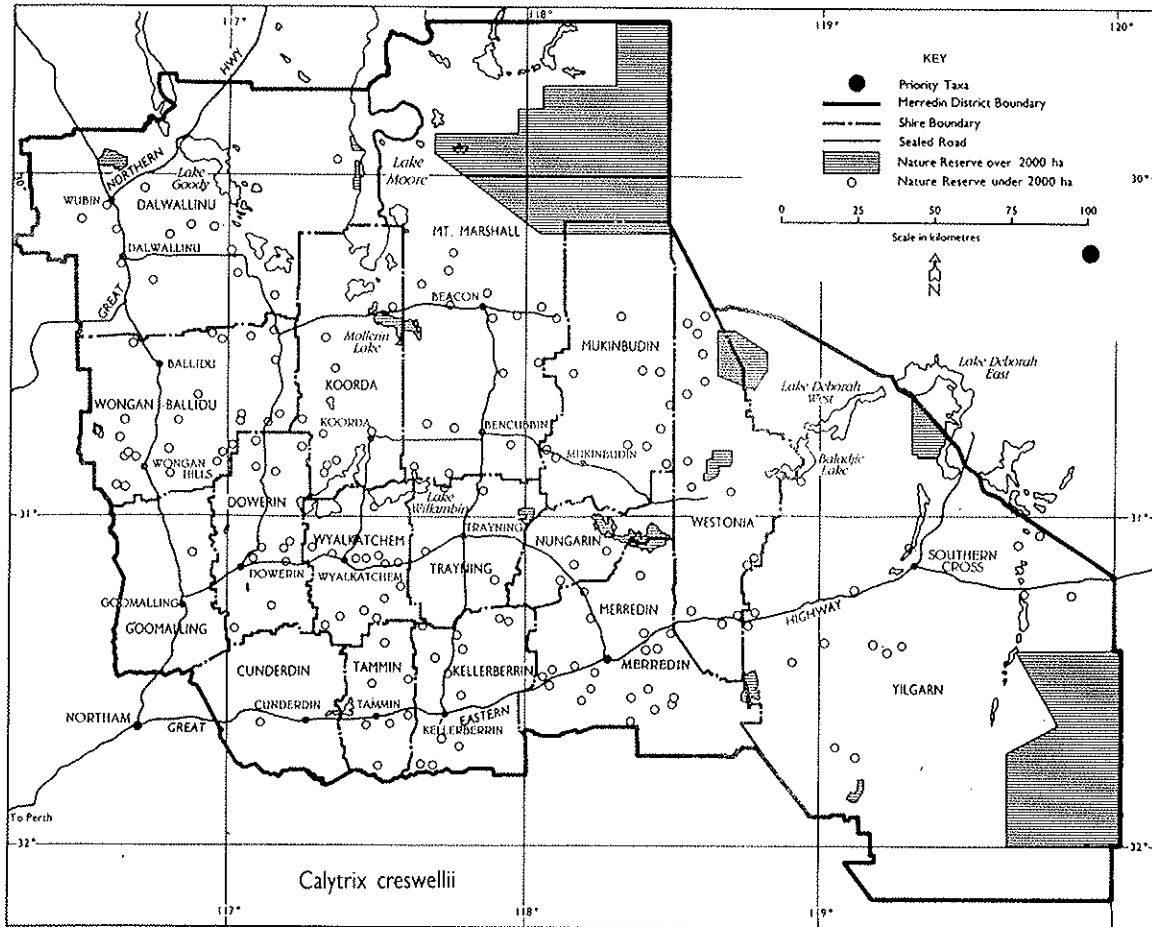 117°
118°
119°
120°
KEY
Priority Taxa
Merredin District Boundary
Shire Boundary
Sealed Road
Nature Reserve over 2000 ha
Nature Reserve under 2000 ha
0 25 50 75 100
Scale in kilometres
N
HWY
NORTHERN
GREAT
Lake Goody
Lake Moore
30°
WUBIN
DALWALLINU
DALWALLINU
MT. MARSHALL
BEACON
Mollerin Lake
BALLIDU
KOORDA
MUKINBUDIN
Lake Deborah East
Lake Deborah West
WONGAN - BALLIDU
KOORDA
BENCUBBIN
MUKINBUDIN
Baladjie Lake
WONGAN HILLS
DOWERIN
Lake Wallambin
WESTONIA
31°
31°
WYALKATCHEM
TRAYNING
NUNGARIN
DOWERIN
WYALKATCHEM
TRAYNING
SOUTHERN CROSS
GOOMALLING
GOOMALLING
MERREDIN
HIGHWAY
CUNDERDIN
TAMMIN
KELLERBERRIN
MERREDIN
YILGARN
NORTHAM
GREAT
CUNDERDIN
TAMMIN
EASTERN
KELLERBERRIN
To Perth
32°
32°
Calytrix creswellii
117°
118°
119°